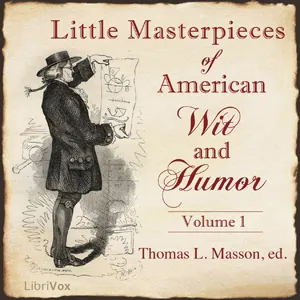 Little Masterpieces
of
American
Wit
and
Humor
Volume 1
Thomas L. Masson, ed.
LibriVox